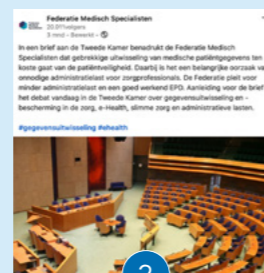 Federatie Medisch Specialisten
20.011 volgers
3 mnd • Bewerkt •
In een brief aan de Tweede Kamer benadrukt de Federatie Medisch
Specialisten dat gebrekkige uitwisseling van medische patiëntgegevens ten
koste gaat van de patiëntveiligheid. Daarbij is het een belangrijke oorzaak va
onnodige administratielast voor zorgprofessionals. De Federatie pleit voor
minder administratielast en een goed werkend EPD. Aanleiding voor de brief
het debat vandaag in de Tweede Kamer over gegevensuitwisseling en -
bescherming in de zorg, e-Health, slimme zorg en administratieve lasten.
#gegevensuitwisseling #ehealth